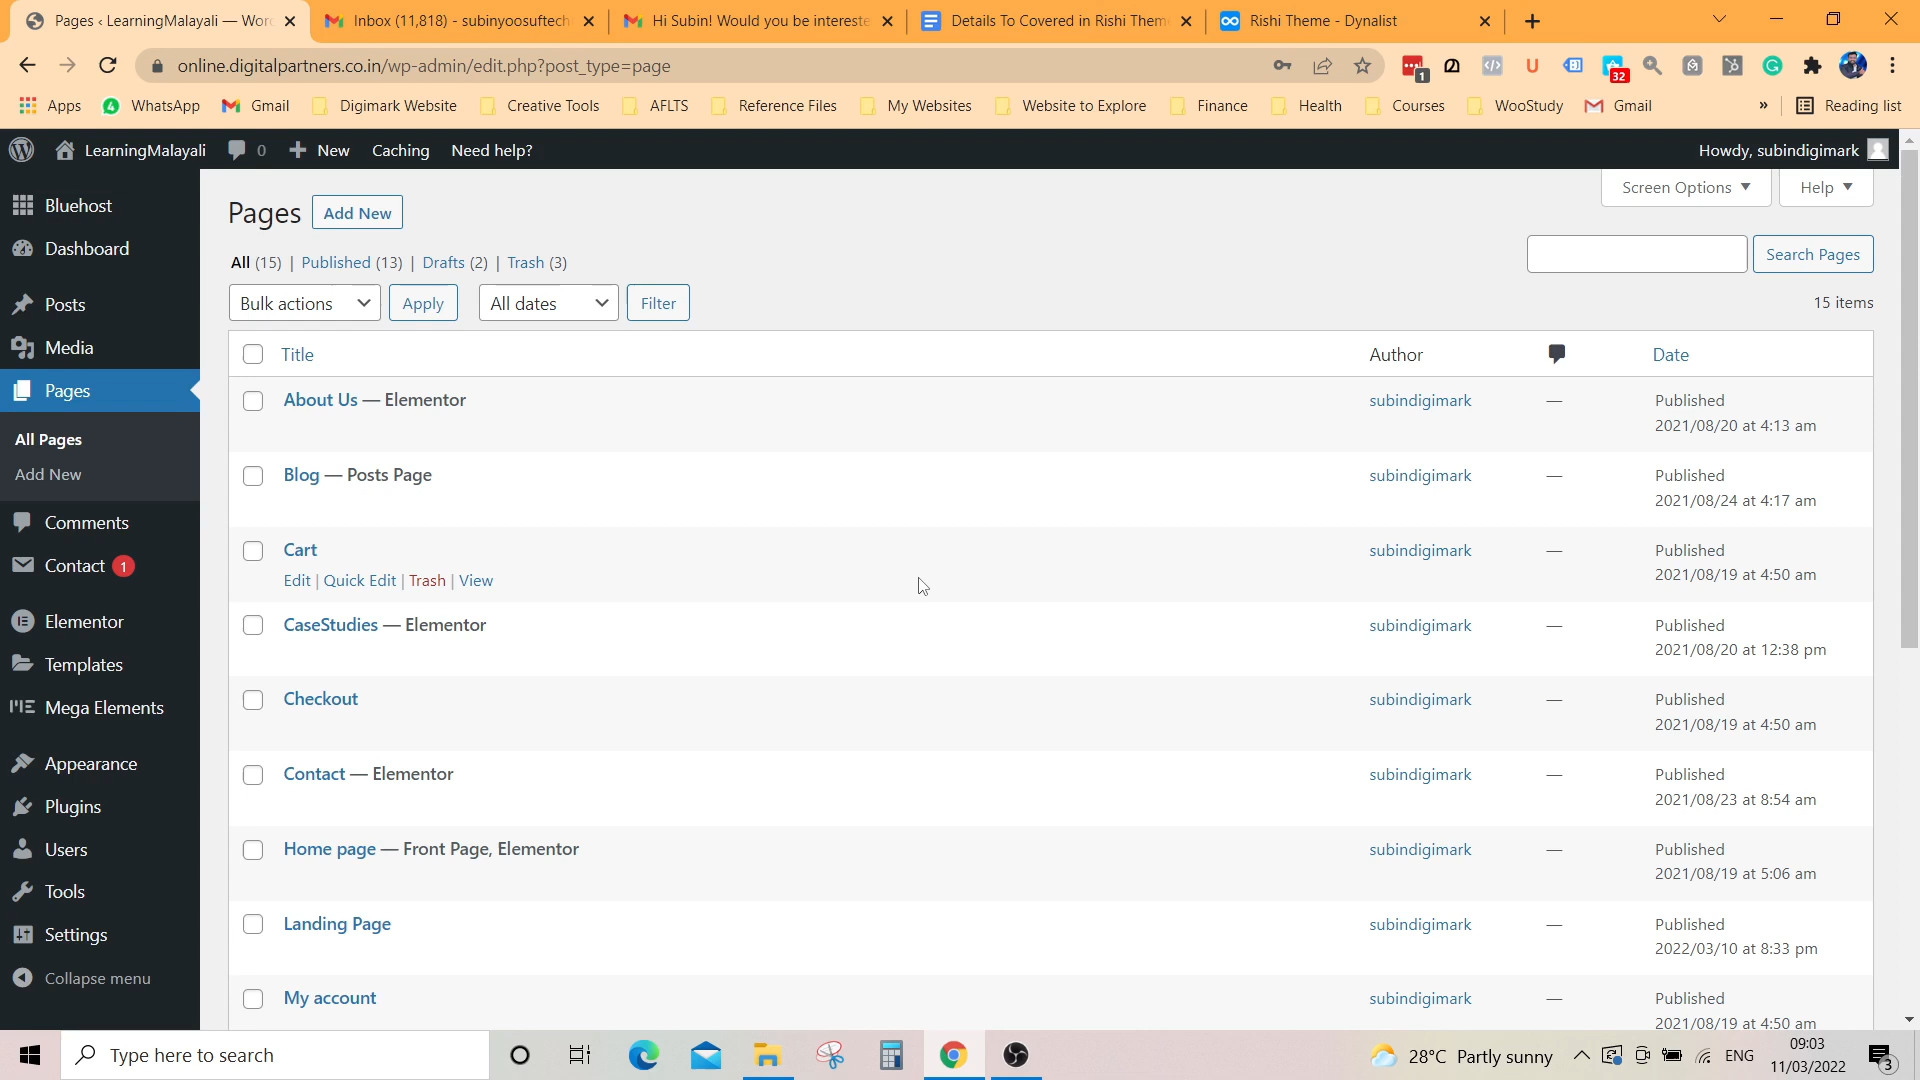 Pages ‹ LearningMalayali — Wor
Inbox (11,818) - subinyoosuftech
Hi Subin! Would you be intereste
Details To Covered in Rishi Them
Rishi Theme - Dynalist
online.digitalpartners.co.in/wp-admin/edit.php?post_type=page
1
32
Apps
4
WhatsApp
Gmail
Digimark Website
Creative Tools
AFLTS
Reference Files
My Websites
Website to Explore
Finance
Health
Courses
WooStudy
Gmail
»
Reading list
LearningMalayali
0
New
Caching
Need help?
Howdy, subindigimark
Bluehost
Dashboard
Posts
Media
Pages
All Pages
Add New
Comments
Contact 1
Elementor
Templates
Mega Elements
Appearance
Plugins
Users
Tools
Settings
Collapse menu
Screen Options
Help
Pages
Add New
All (15) | Published (13) | Drafts (2) | Trash (3)
Search Pages
Bulk actions
Apply
All dates
Filter
15 items
Title
Author
Date
About Us — Elementor
subindigimark
—
Published
2021/08/20 at 4:13 am
Blog — Posts Page
subindigimark
—
Published
2021/08/24 at 4:17 am
Cart
Edit | Quick Edit | Trash | View
subindigimark
—
Published
2021/08/19 at 4:50 am
CaseStudies — Elementor
subindigimark
—
Published
2021/08/20 at 12:38 pm
Checkout
subindigimark
—
Published
2021/08/19 at 4:50 am
Contact — Elementor
subindigimark
—
Published
2021/08/23 at 8:54 am
Home page — Front Page, Elementor
subindigimark
—
Published
2021/08/19 at 5:06 am
Landing Page
subindigimark
—
Published
2022/03/10 at 8:33 pm
My account
subindigimark
—
Published
2021/08/19 at 4:50 am
Type here to search
28°C Partly sunny
ENG
09:03
11/03/2022
3